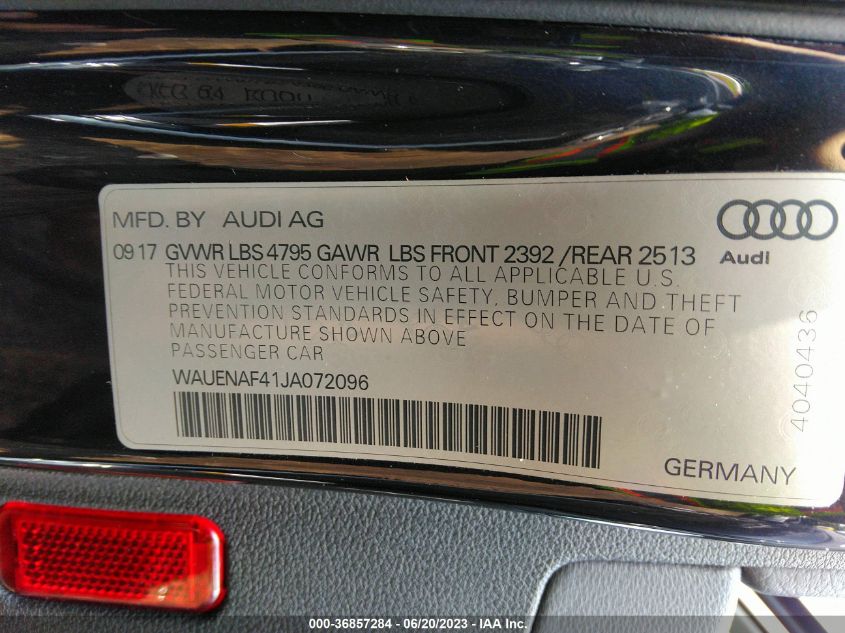 MFD. BY AUDI AG
09 17 GVWR LBS 4795 GAWR LBS FRONT 2392 /REAR 2513
Audi
THIS VEHICLE CONFORMS TO ALL APPLICABLE U.S.
FEDERAL MOTOR VEHICLE SAFETY, BUMPER AND THEFT
PREVENTION STANDARDS IN EFFECT ON THE DATE OF
MANUFACTURE SHOWN ABOVE
PASSENGER CAR
WAUENAF41JA072096
4040436
GERMANY
000-36857284 - 06/20/2023 - IAA Inc.